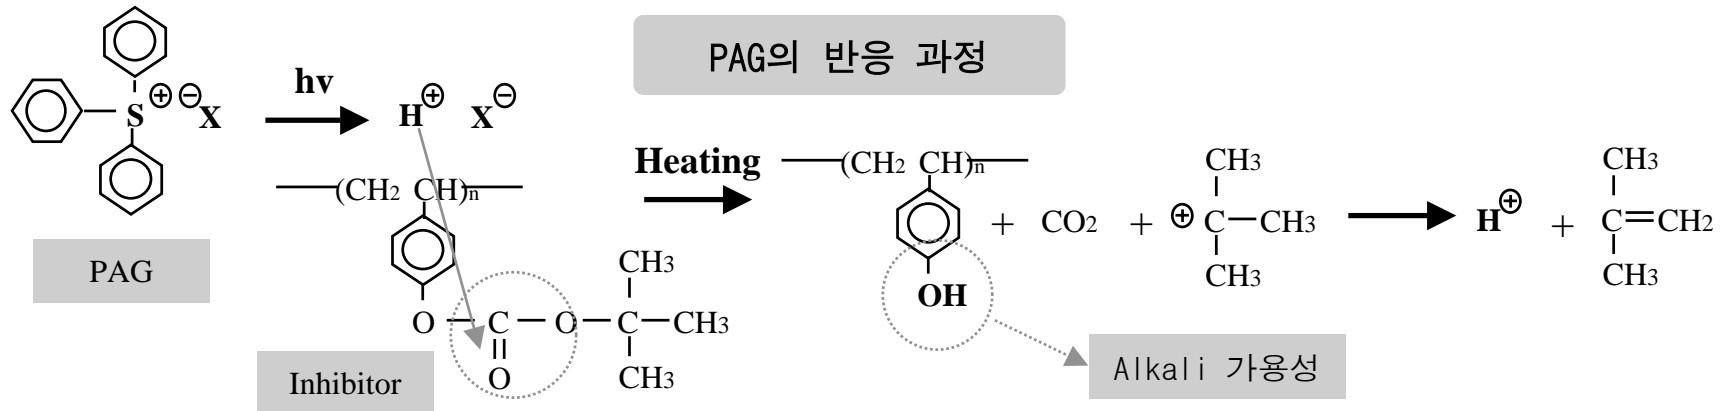 PAG의 반응 과정
S ⊕ ⊖ X
hν
H ⊕ X ⊖
PAG
(CH2 CH)n
O C O C CH3
O
CH3
CH3
Inhibitor
Heating
(CH2 CH)n
OH
+ CO2 + ⊕ C CH3
CH3
CH3
Alkali 가용성
H ⊕ + C CH2
CH3
CH3